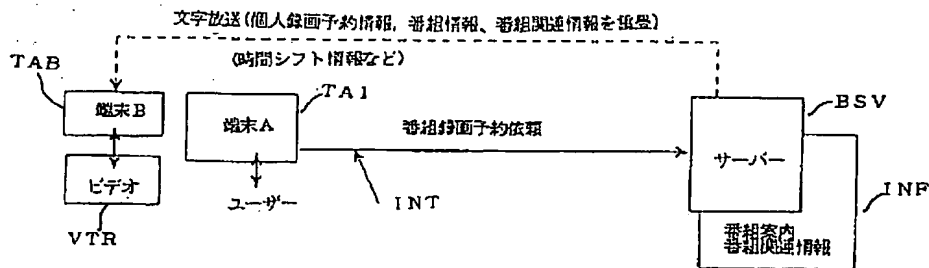 文字放送(個人録画予約情報、番組情報、番組関連情報を重畳)
(時間シフト情報など)
TAB
端末B
ビデオ
VTR
TA1
端末A
ユーザー
番組録画予約依頼
INT
BSV
サーバー
INF
番組案内
番組関連情報